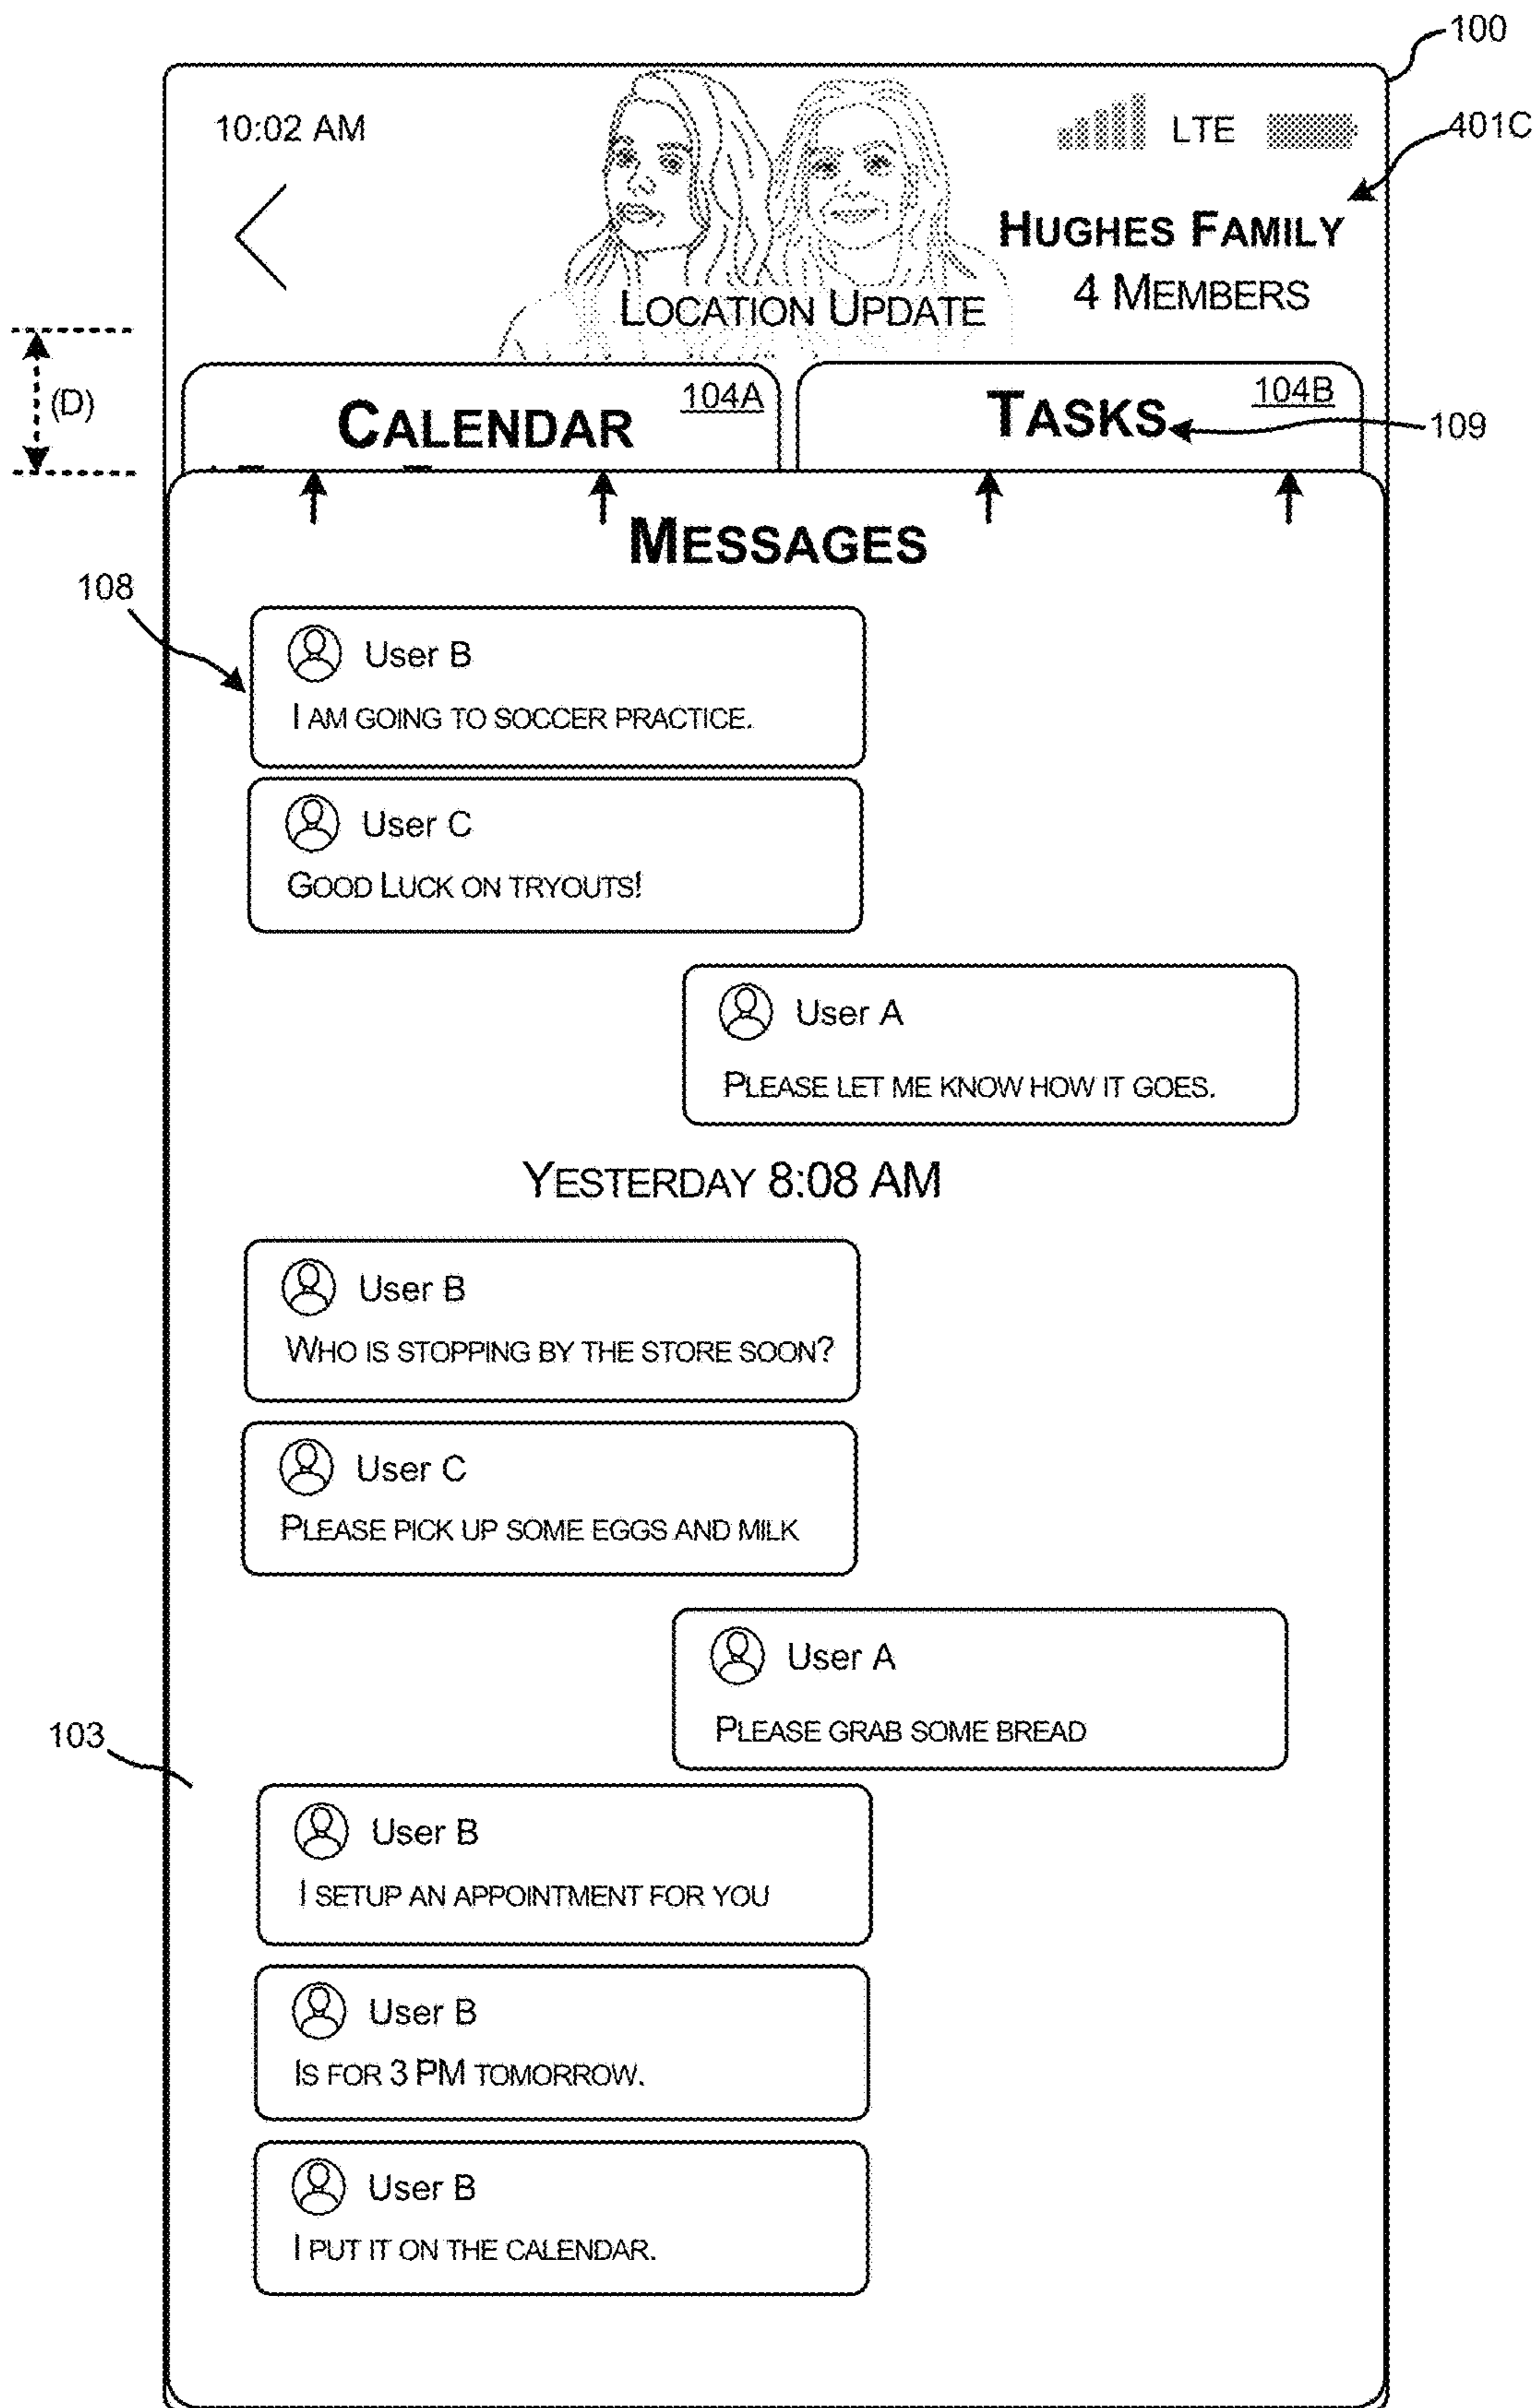 100
10:02 AM
LTE
401C
HUGHES FAMILY
4 MEMBERS
LOCATION UPDATE
(D)
CALENDAR
104A
TASKS
104B
109
MESSAGES
108
User B
I AM GOING TO SOCCER PRACTICE.
User C
GOOD LUCK ON TRYOUTS!
User A
PLEASE LET ME KNOW HOW IT GOES.
YESTERDAY 8:08 AM
User B
WHO IS STOPPING BY THE STORE SOON?
User C
PLEASE PICK UP SOME EGGS AND MILK
User A
PLEASE GRAB SOME BREAD
103
User B
I SETUP AN APPOINTMENT FOR YOU
User B
IS FOR 3 PM TOMORROW.
User B
I PUT IT ON THE CALENDAR.